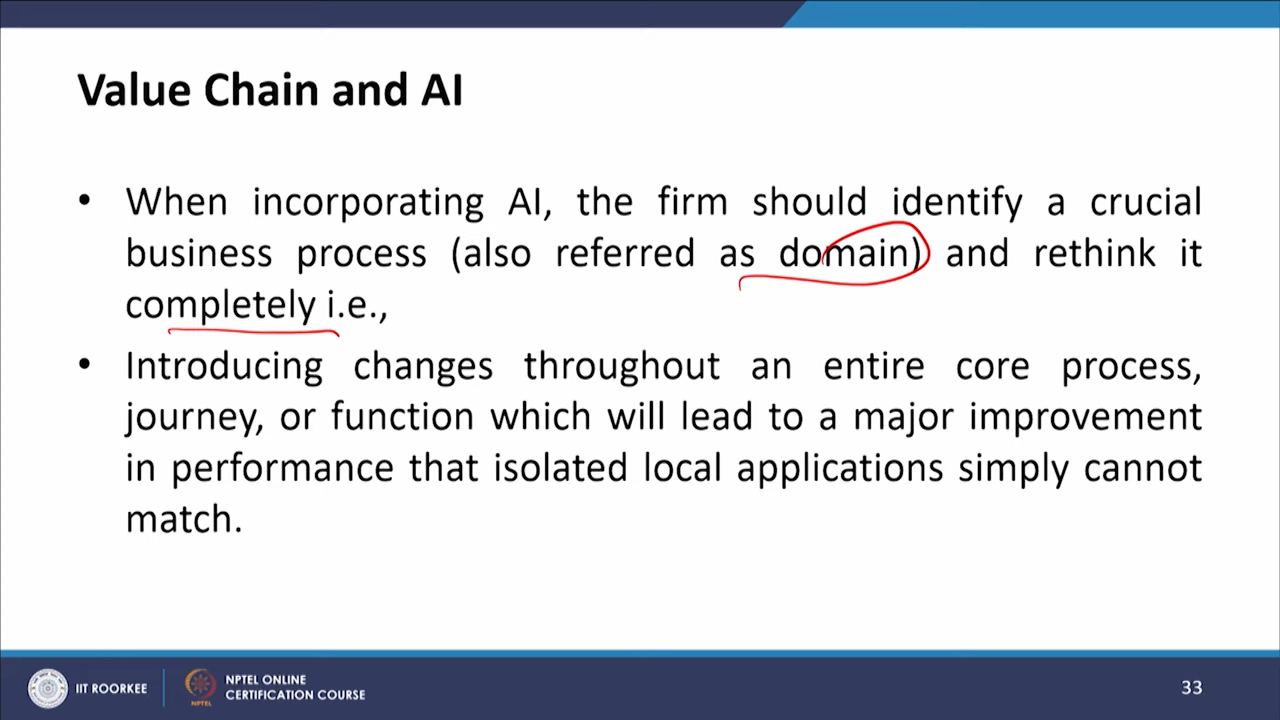 Value Chain and AI
• When incorporating AI, the firm should identify a crucial
business process (also referred as domain) and rethink it
completely i.e.,
• Introducing changes throughout an entire core process,
journey, or function which will lead to a major improvement
in performance that isolated local applications simply cannot
match.
IIT ROORKEE
NPTEL
NPTEL ONLINE
CERTIFICATION COURSE
33